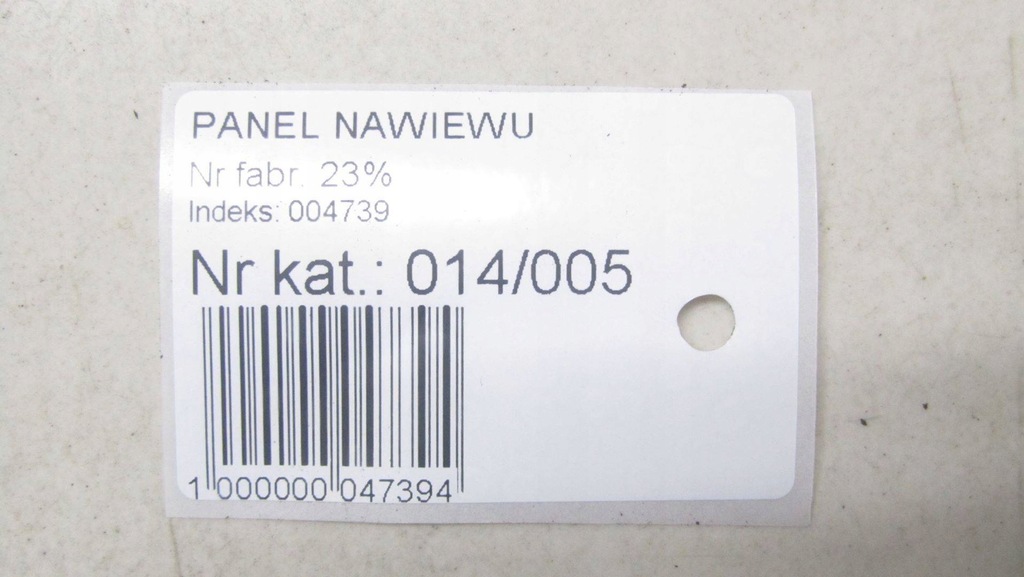 PANEL NAWIEWU
Nr fabr. 23%
Indeks: 004739
Nr kat.: 014/005
1 000000 047394